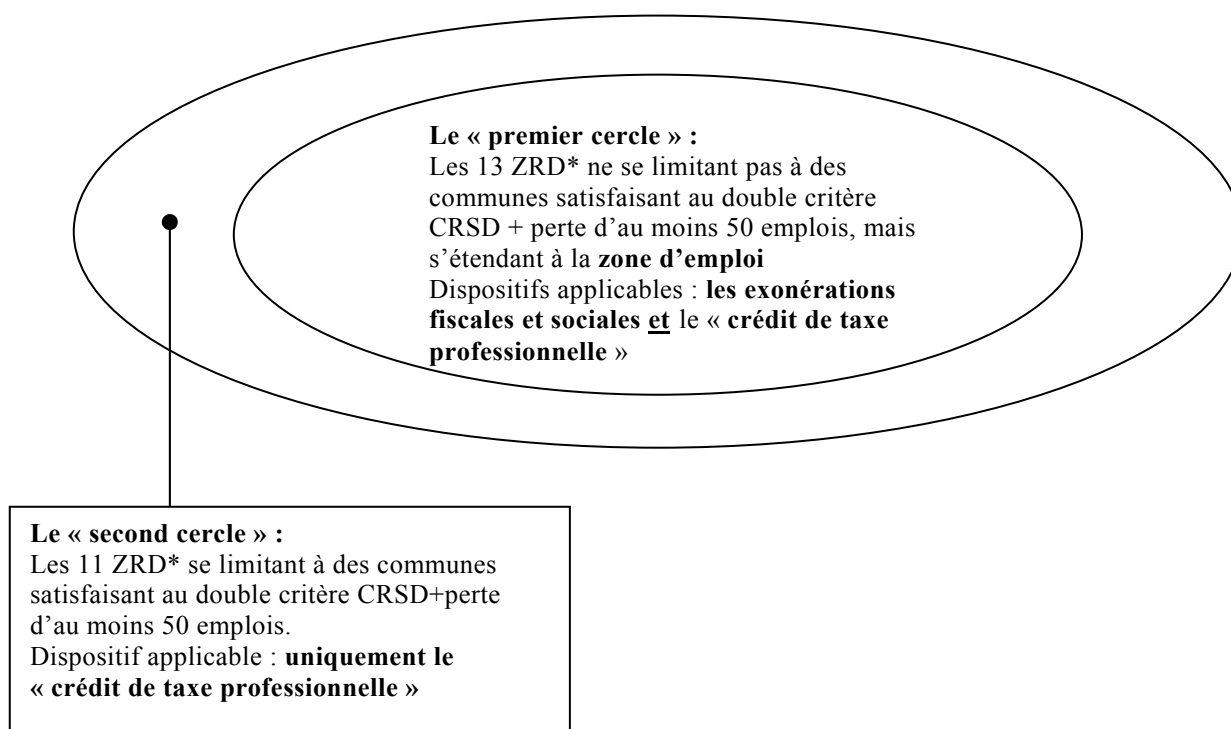 Le « premier cercle » :
Les 13 ZRD* ne se limitant pas à des
communes satisfaisant au double critère
CRSD + perte d’au moins 50 emplois, mais
s’étendant à la zone d’emploi
Dispositifs applicables : les exonérations
fiscales et sociales et le « crédit de taxe
professionnelle »
Le « second cercle » :
Les 11 ZRD* se limitant à des communes
satisfaisant au double critère CRSD+perte
d’au moins 50 emplois.
Dispositif applicable : uniquement le
« crédit de taxe professionnelle »